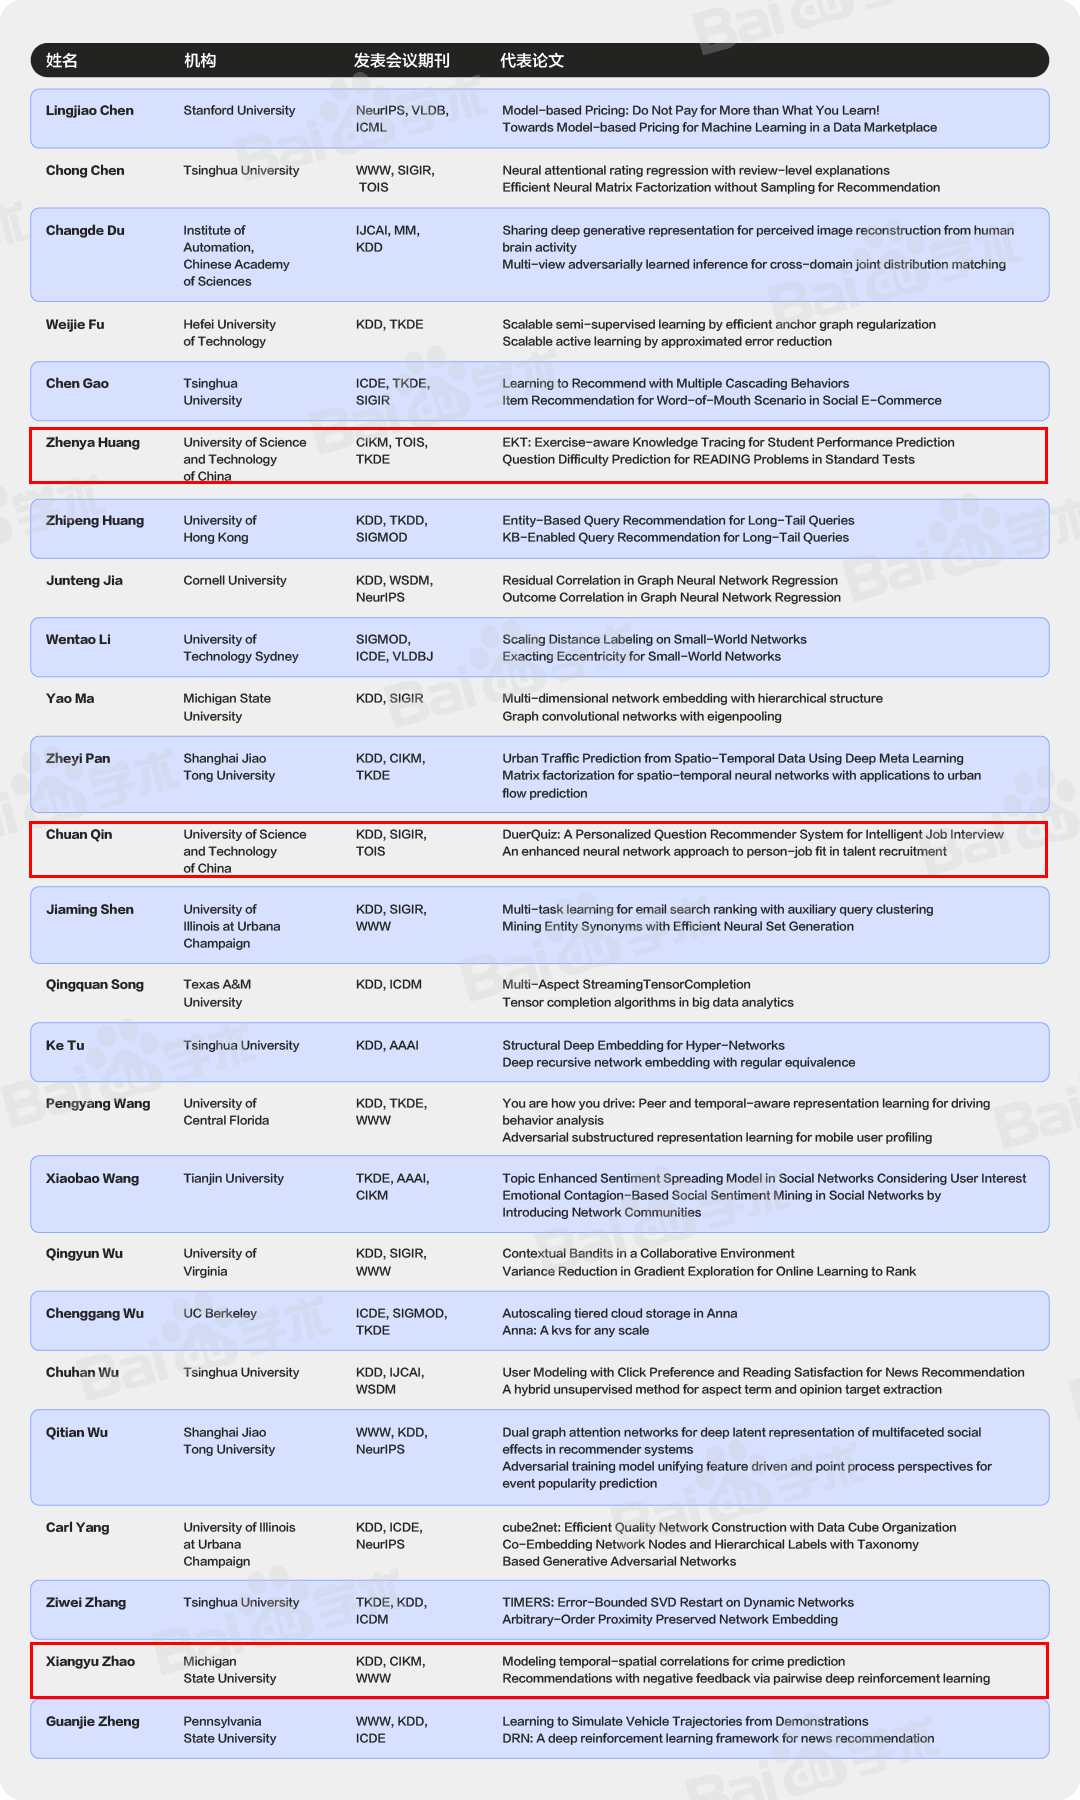 姓名 机构 发表会议期刊 代表论文
Lingjiao Chen Stanford University NeurIPS, VLDB, Model-based Pricing: Do Not Pay for More than What You Learn!
ICML Towards Model-based Pricing for Machine Learning in a Data Marketplace
Chong Chen Tsinghua University WWW, SIGIR, Neural attentional rating regression with review-level explanations
TOIS Efficient Neural Matrix Factorization without Sampling for Recommendation
Changde Du Institute of IJCAI, MM, Sharing deep generative representation for perceived image reconstruction from human
Automation, KDD brain activity
Chinese Academy Multi-view adversarially learned inference for cross-domain joint distribution matching
of Sciences
Weijie Fu Hefei University KDD, TKDE Scalable semi-supervised learning by efficient anchor graph regularization
of Technology Scalable active learning by approximated error reduction
Chen Gao Tsinghua ICDE, TKDE, Learning to Recommend with Multiple Cascading Behaviors
University SIGIR Item Recommendation for Word-of-Mouth Scenario in Social E-Commerce
Zhenya Huang University of Science CIKM, TOIS, EKT: Exercise-aware Knowledge Tracing for Student Performance Prediction
and Technology TKDE Question Difficulty Prediction for READING Problems in Standard Tests
of China
Zhipeng Huang University of KDD, TKDD, Entity-Based Query Recommendation for Long-Tail Queries
Hong Kong SIGMOD KB-Enabled Query Recommendation for Long-Tail Queries
Junteng Jia Cornell University KDD, WSDM, Residual Correlation in Graph Neural Network Regression
NeurIPS Outcome Correlation in Graph Neural Network Regression
Wentao Li University of SIGMOD, Scaling Distance Labeling on Small-World Networks
Technology Sydney ICDE, VLDBJ Exacting Eccentricity for Small-World Networks
Yao Ma Michigan State KDD, SIGIR Multi-dimensional network embedding with hierarchical structure
University Graph convolutional networks with eigenpooling
Zheyi Pan Shanghai Jiao KDD, CIKM, Urban Traffic Prediction from Spatio-Temporal Data Using Deep Meta Learning
Tong University TKDE Matrix factorization for spatio-temporal neural networks with applications to urban
flow prediction
Chuan Qin University of Science KDD, SIGIR, DuerQuiz: A Personalized Question Recommender System for Intelligent Job Interview
and Technology TOIS An enhanced neural network approach to person-job fit in talent recruitment
of China
Jiaming Shen University of KDD, SIGIR, Multi-task learning for email search ranking with auxiliary query clustering
Illinois at Urbana WWW Mining Entity Synonyms with Efficient Neural Set Generation
Champaign
Qingquan Song Texas A&M KDD, ICDM Multi-Aspect StreamingTensorCompletion
University Tensor completion algorithms in big data analytics
Ke Tu Tsinghua University KDD, AAAI Structural Deep Embedding for Hyper-Networks
Deep recursive network embedding with regular equivalence
Pengyang Wang University of KDD, TKDE, You are how you drive: Peer and temporal-aware representation learning for driving
Central Florida WWW behavior analysis
Adversarial substructured representation learning for mobile user profiling
Xiaobao Wang Tianjin University TKDE, AAAI, Topic Enhanced Sentiment Spreading Model in Social Networks Considering User Interest
CIKM Emotional Contagion-Based Social Sentiment Mining in Social Networks by
Introducing Network Communities
Qingyun Wu University of KDD, SIGIR, Contextual Bandits in a Collaborative Environment
Virginia WWW Variance Reduction in Gradient Exploration for Online Learning to Rank
Chenggang Wu UC Berkeley ICDE, SIGMOD, Autoscaling tiered cloud storage in Anna
TKDE Anna: A kvs for any scale
Chuhan Wu Tsinghua University KDD, IJCAI, User Modeling with Click Preference and Reading Satisfaction for News Recommendation
WSDM A hybrid unsupervised method for aspect term and opinion target extraction
Qitian Wu Shanghai Jiao WWW, KDD, Dual graph attention networks for deep latent representation of multifaceted social
Tong University NeurIPS effects in recommender systems
Adversarial training model unifying feature driven and point process perspectives for
event popularity prediction
Carl Yang University of Illinois KDD, ICDE, cube2net: Efficient Quality Network Construction with Data Cube Organization
at Urbana NeurIPS Co-Embedding Network Nodes and Hierarchical Labels with Taxonomy
Champaign Based Generative Adversarial Networks
Ziwei Zhang Tsinghua University TKDE, KDD, TIMERS: Error-Bounded SVD Restart on Dynamic Networks
ICDM Arbitrary-Order Proximity Preserved Network Embedding
Xiangyu Zhao Michigan KDD, CIKM, Modeling temporal-spatial correlations for crime prediction
State University WWW Recommendations with negative feedback via pairwise deep reinforcement learning
Guanjie Zheng Pennsylvania WWW, KDD, Learning to Simulate Vehicle Trajectories from Demonstrations
State University ICDE DRN: A deep reinforcement learning framework for news recommendation
Baidu学术